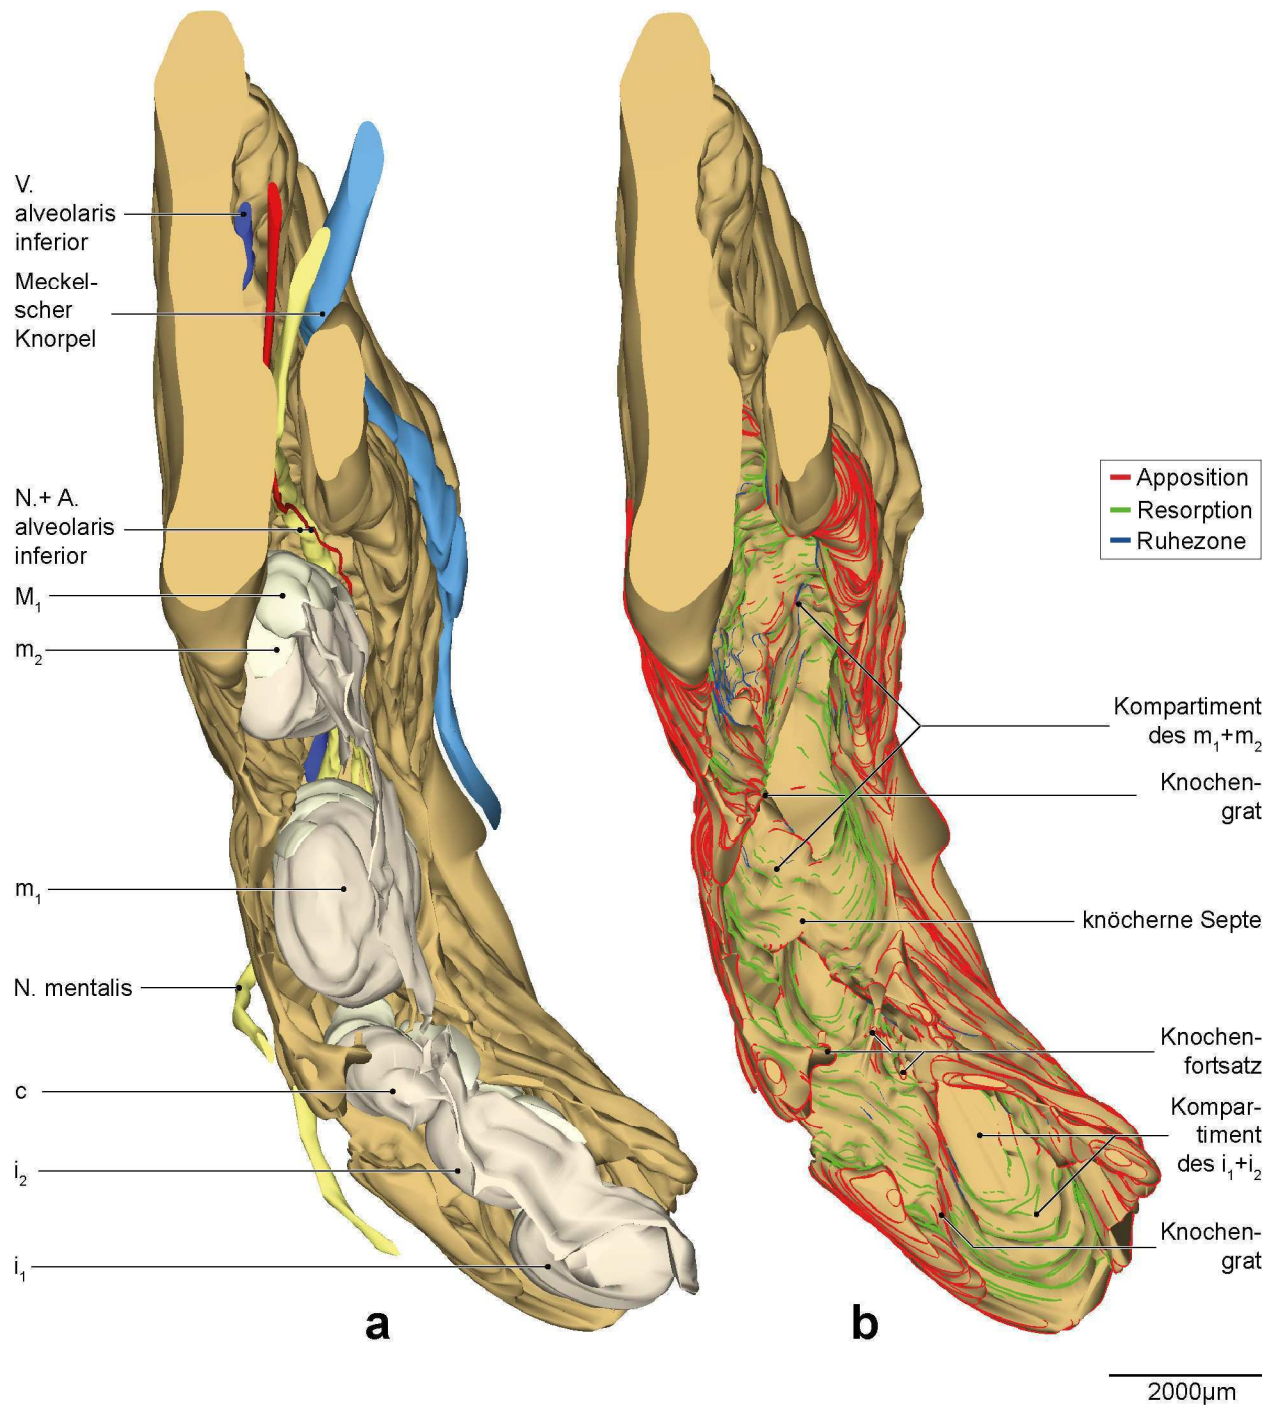 V.
alveolaris
inferior
Meckel-
scher
Knorpel
N.+ A.
alveolaris
inferior
M₁
m₂
m₁
N. mentalis
c
i₂
i₁
a
Apposition
Resorption
Ruhezone
Kompartiment
des m₁+m₂
Knochen-
grat
knöcherne Septe
Knochen-
fortsatz
Kompar-
timent
des i₁+i₂
Knochen-
grat
b
2000µm